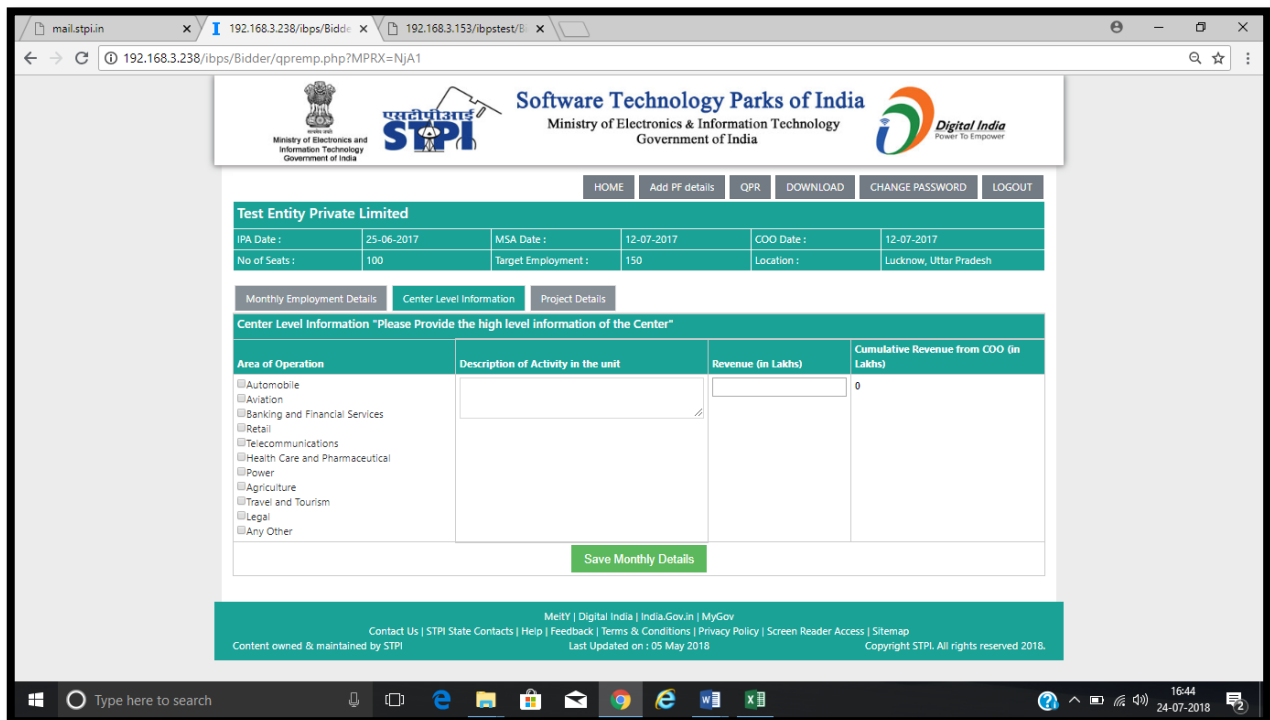 mail.stpi.in
192.168.3.238/ibps/Bidde
192.168.3.153/ibpstest/B
192.168.3.238/ibps/Bidder/qpremp.php?MPRX=NjA1
Ministry of Electronics and
Information Technology
Government of India
एसटीपीआई
STPI
Software Technology Parks of India
Ministry of Electronics & Information Technology
Government of India
Digital India
Power To Empower
HOME Add PF details QPR DOWNLOAD CHANGE PASSWORD LOGOUT
Test Entity Private Limited
IPA Date : 25-06-2017 MSA Date : 12-07-2017 COO Date : 12-07-2017
No of Seats : 100 Target Employment : 150 Location : Lucknow, Uttar Pradesh
Monthly Employment Details Center Level Information Project Details
Center Level Information "Please Provide the high level information of the Center"
Area of Operation Description of Activity in the unit Revenue (in Lakhs) Cumulative Revenue from COO (in
Lakhs)
Automobile 0
Aviation
Banking and Financial Services
Retail
Telecommunications
Health Care and Pharmaceutical
Power
Agriculture
Travel and Tourism
Legal
Any Other
Save Monthly Details
MeitY | Digital India | India.Gov.in | MyGov
Contact Us | STPI State Contacts | Help | Feedback | Terms & Conditions | Privacy Policy | Screen Reader Access | Sitemap
Content owned & maintained by STPI Last Updated on : 05 May 2018 Copyright STPI. All rights reserved 2018.
Type here to search
16:44
24-07-2018